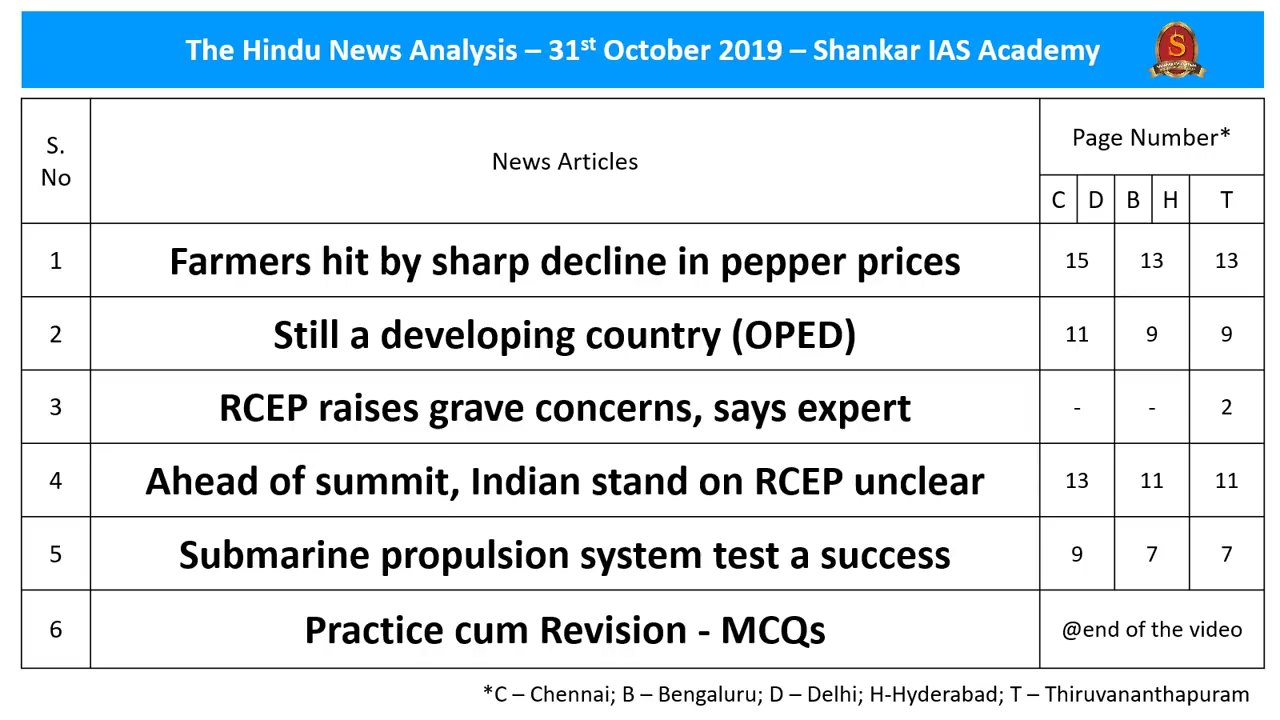 The Hindu News Analysis – 31st October 2019 – Shankar IAS Academy
S
S. No
News Articles
Page Number*
C D B H T
1 Farmers hit by sharp decline in pepper prices 15 13 13
2 Still a developing country (OPED) 11 9 9
3 RCEP raises grave concerns, says expert - - 2
4 Ahead of summit, Indian stand on RCEP unclear 13 11 11
5 Submarine propulsion system test a success 9 7 7
6 Practice cum Revision - MCQs @end of the video
*C – Chennai; B – Bengaluru; D – Delhi; H-Hyderabad; T – Thiruvananthapuram